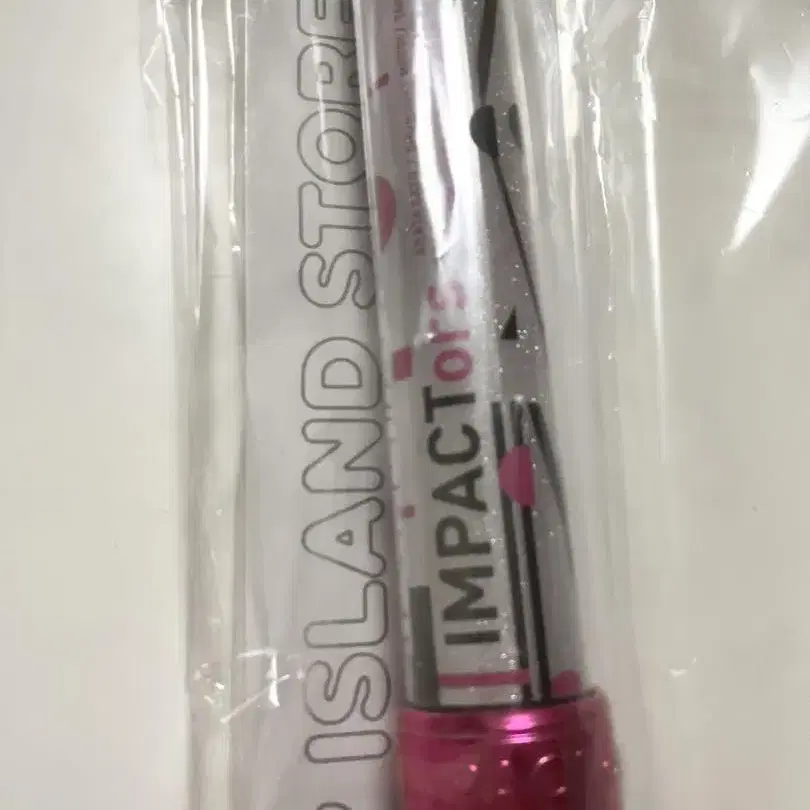 ISLAND STORE
IMPACTors